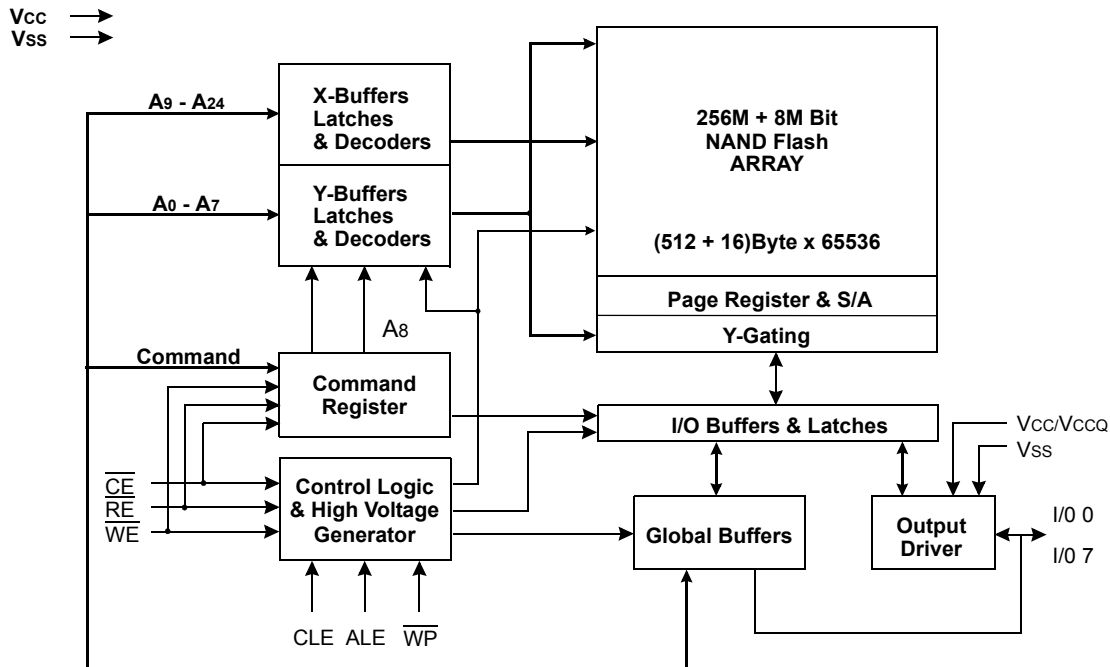 VCC
VSS
A9 - A24
X-Buffers
Latches
& Decoders
256M + 8M Bit
NAND Flash
ARRAY
A0 - A7
Y-Buffers
Latches
& Decoders
(512 + 16)Byte x 65536
Page Register & S/A
A8
Y-Gating
Command
Command
Register
I/O Buffers & Latches
VCC/VCCQ
VSS
CE
RE
WE
Control Logic
& High Voltage
Generator
Global Buffers
Output
Driver
I/0 0
I/0 7
CLE
ALE
WP